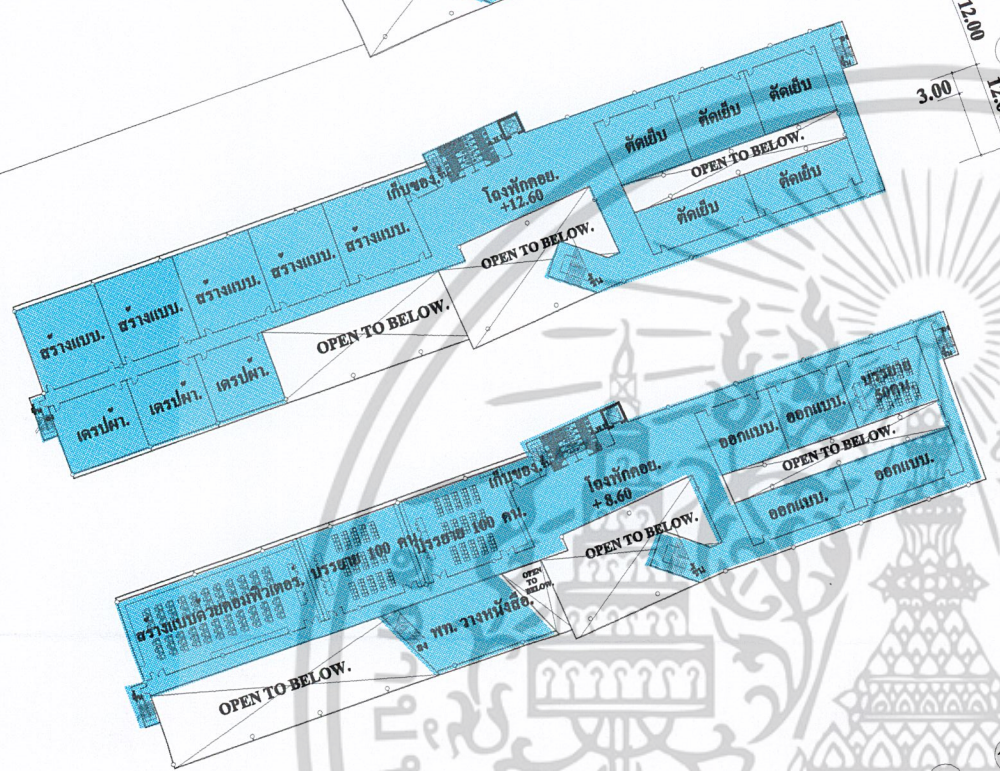 12.00
3.00
ตัดเย็บ
ตัดเย็บ
ตัดเย็บ
OPEN TO BELOW.
ตัดเย็บ
ตัดเย็บ
เก็บของ.
โถงพักคอย.
+12.60
OPEN TO BELOW.
ขึ้น
สร้างแบบ.
สร้างแบบ.
สร้างแบบ.
สร้างแบบ.
สร้างแบบ.
OPEN TO BELOW.
เดรปผ้า.
เดรปผ้า.
เดรปผ้า.
บรรยาย
50 คน.
ออกแบบ.
ออกแบบ.
OPEN TO BELOW.
ออกแบบ.
ออกแบบ.
เก็บของ.
โถงพักคอย.
+ 8.60
OPEN TO BELOW.
ขึ้น
บรรยาย 100 คน.
บรรยาย 100 คน.
สร้างแบบด้วยคอมพิวเตอร์.
OPEN
TO
BELOW.
พท. วางหนังสือ.
ลง
OPEN TO BELOW.